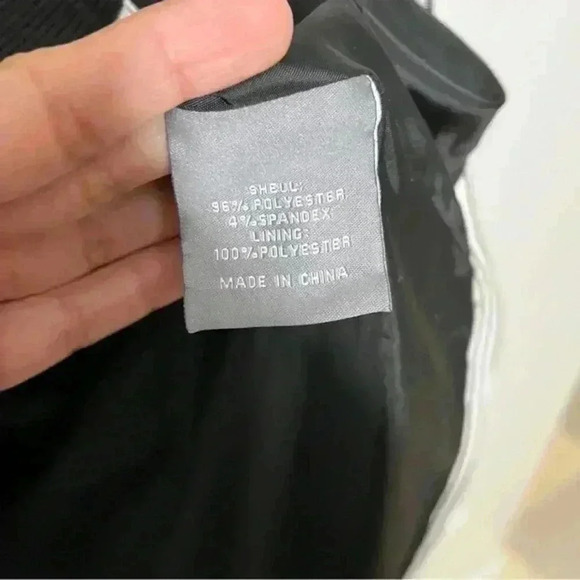 SHELL:
96% POLYESTER
4% SPANDEX
LINING:
100% POLYESTER
MADE IN CHINA